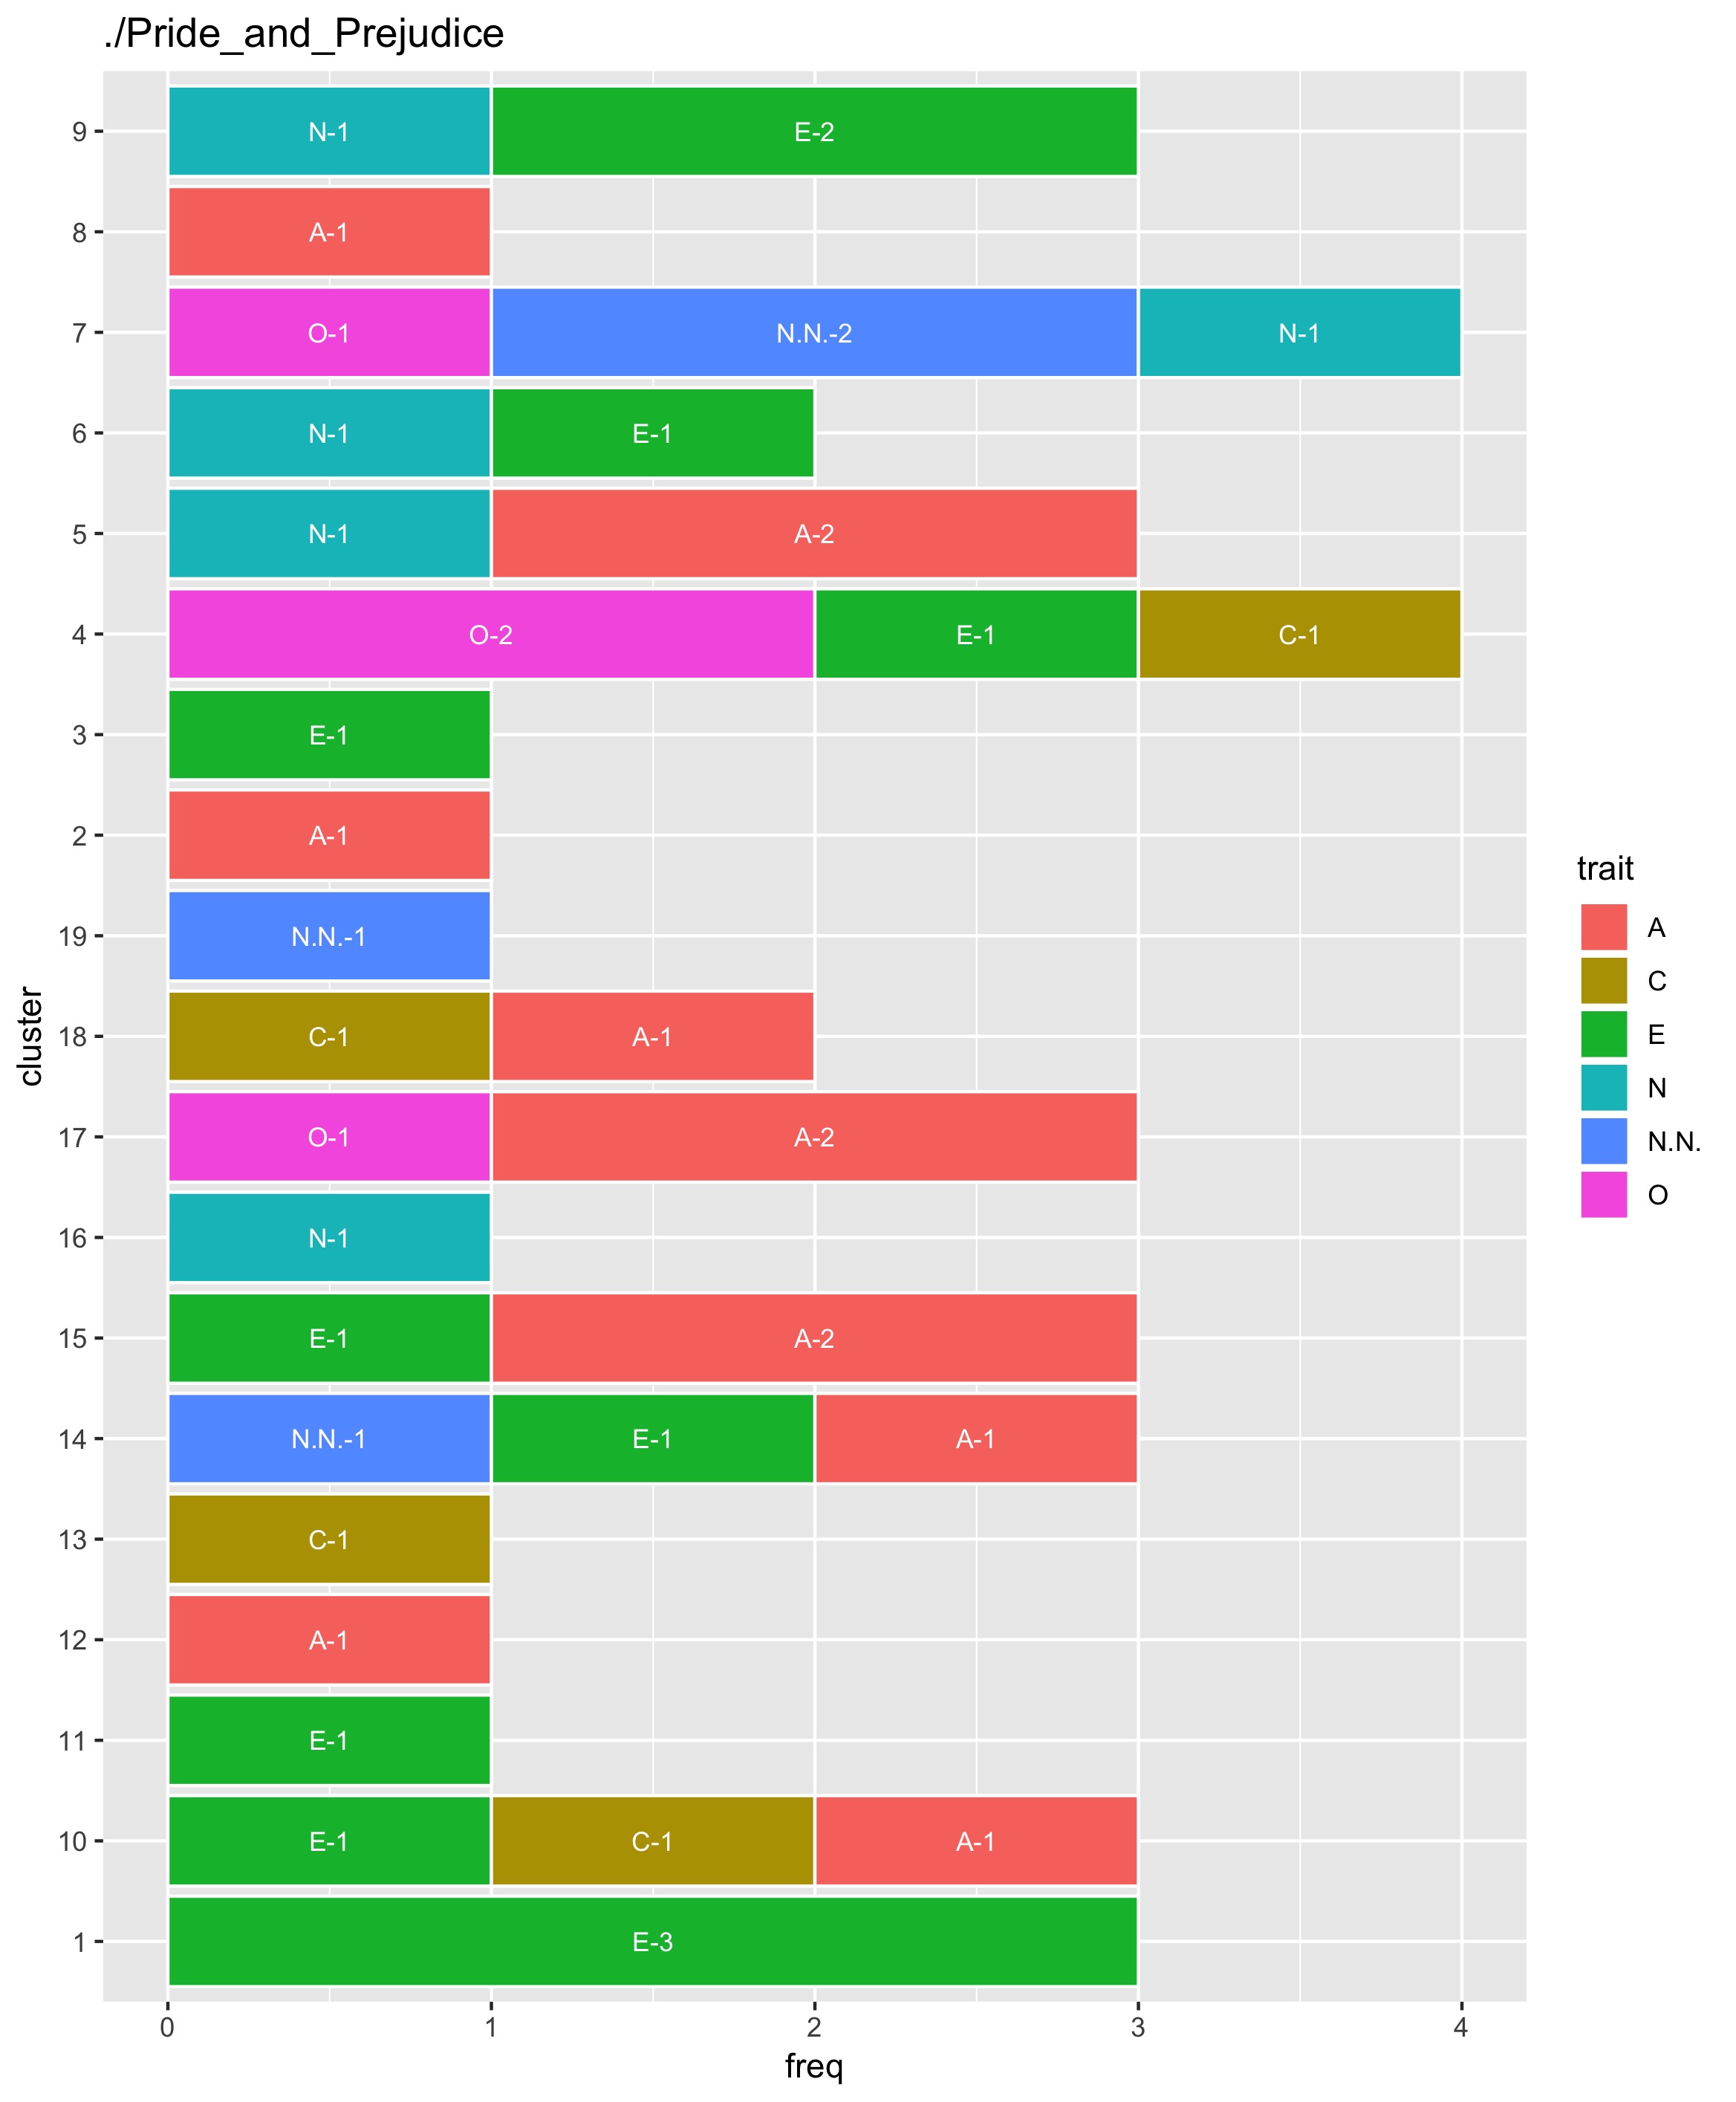 ./Pride_and_Prejudice
9 N-1 E-2
8 A-1
7 O-1 N.N.-2 N-1
6 N-1 E-1
5 N-1 A-2
4 O-2 E-1 C-1
3 E-1
2 A-1
19 N.N.-1
18 C-1 A-1
17 O-1 A-2
16 N-1
15 E-1 A-2
14 N.N.-1 E-1 A-1
13 C-1
12 A-1
11 E-1
10 E-1 C-1 A-1
1 E-3
0 1 2 3 4
freq
cluster
trait
A
C
E
N
N.N.
O